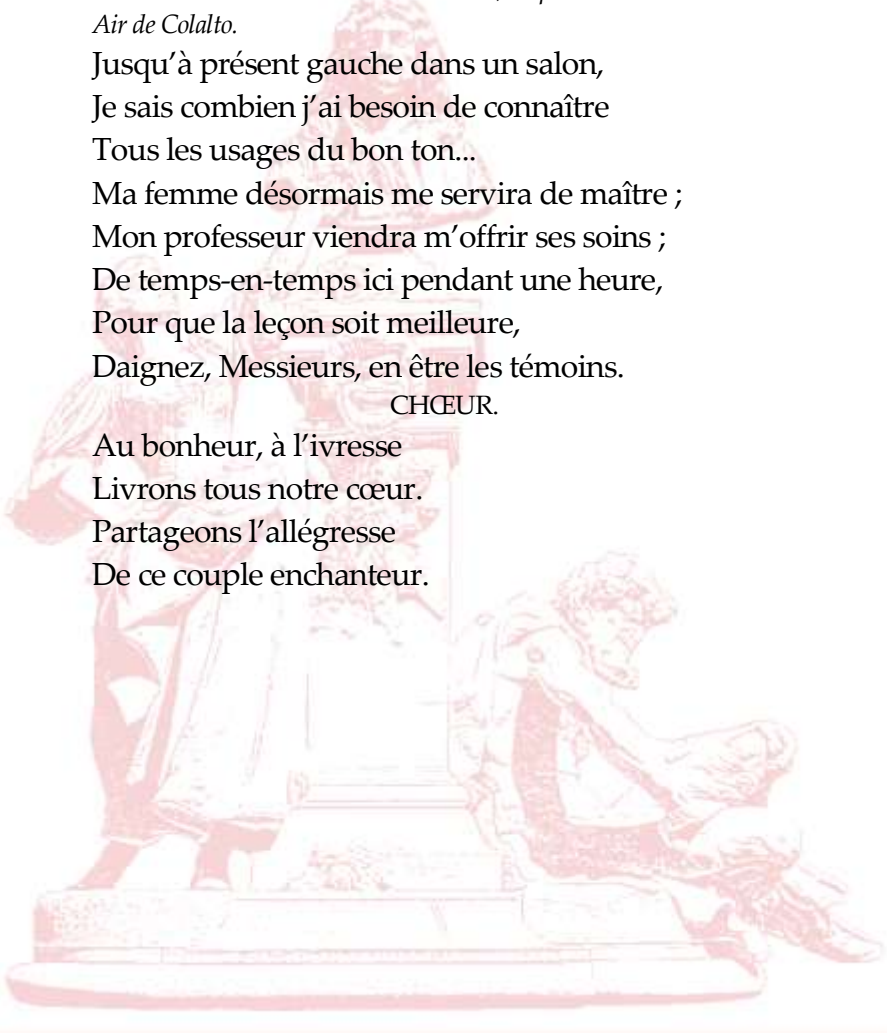 Air de Colalto.
Jusqu'à présent gauche dans un salon,
Je sais combien j'ai besoin de connaître
Tous les usages du bon ton...
Ma femme désormais me servira de maître ;
Mon professeur viendra m'offrir ses soins ;
De temps-en-temps ici pendant une heure,
Pour que la leçon soit meilleure,
Daignez, Messieurs, en être les témoins.
CHŒUR.
Au bonheur, à l'ivresse
Livrons tous notre cœur.
Partageons l'allégresse
De ce couple enchanteur.